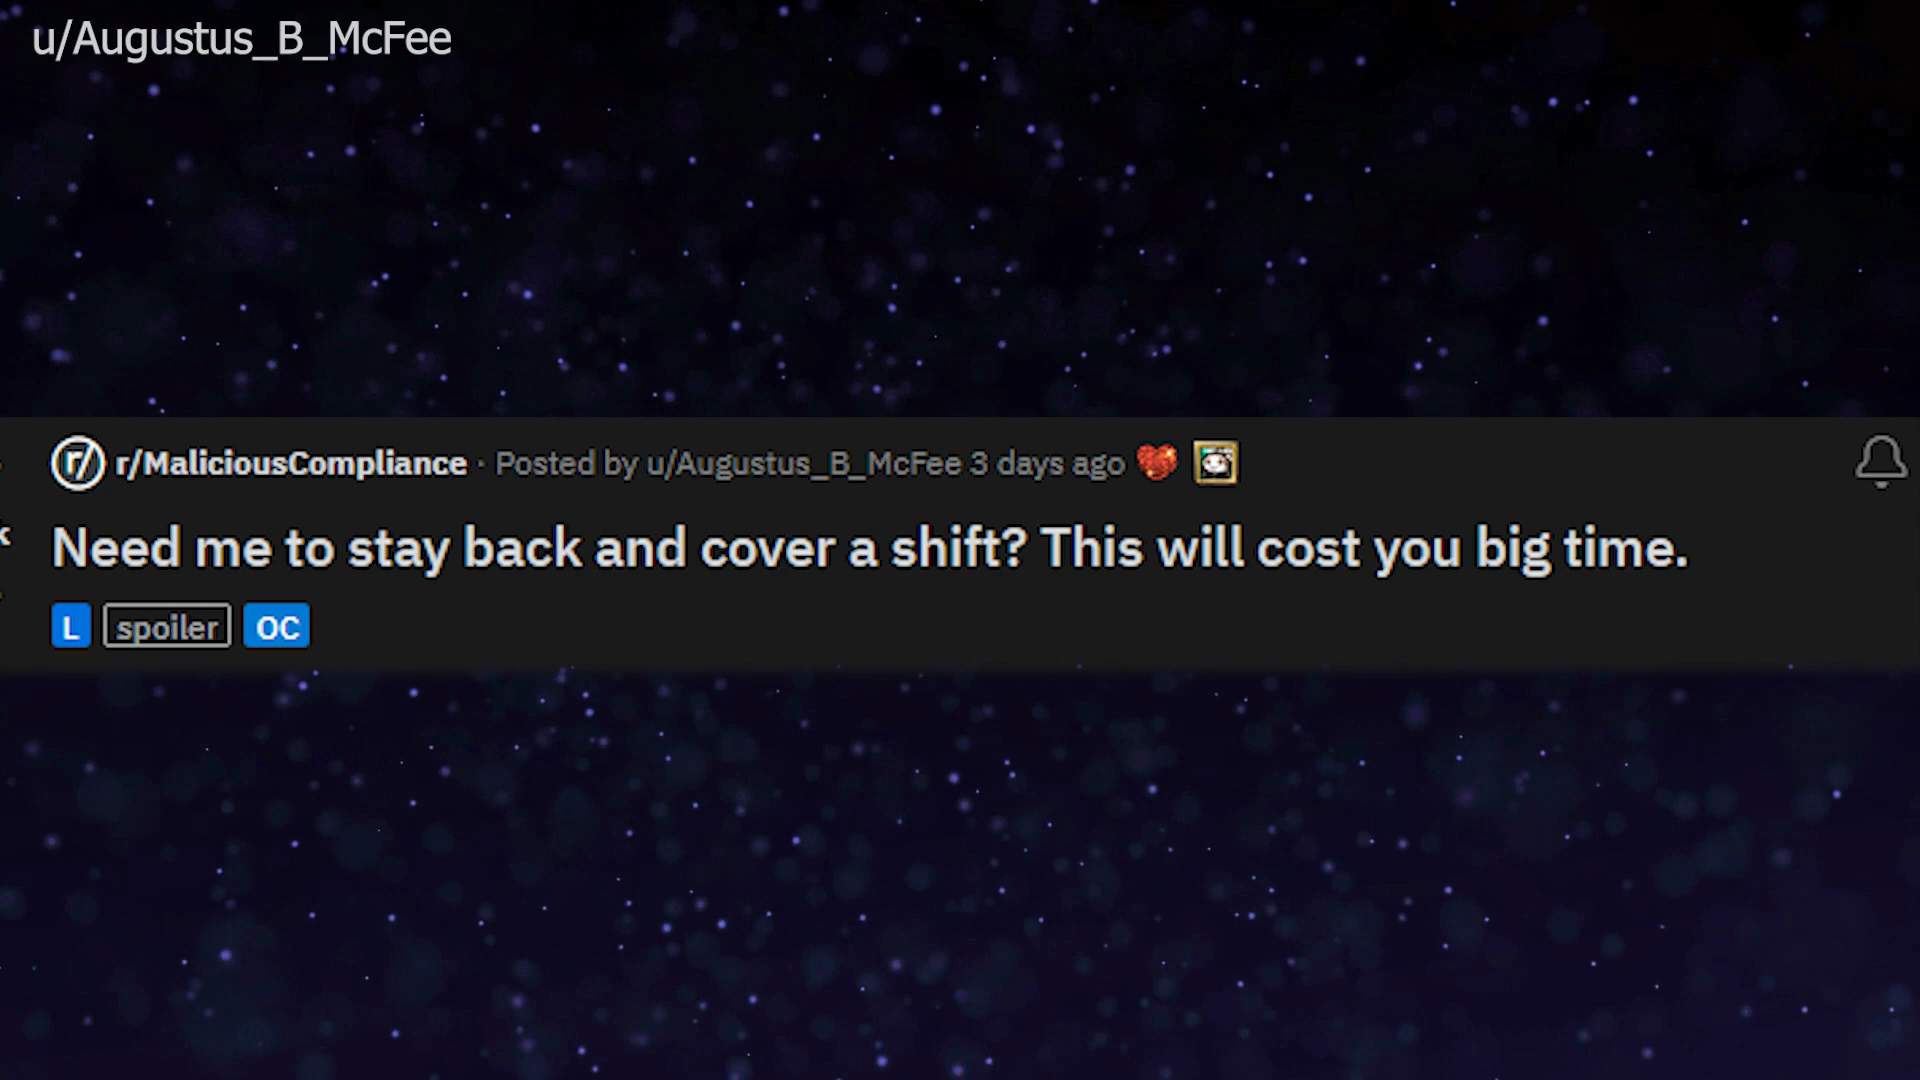 u/Augustus_B_McFee
r/MaliciousCompliance · Posted by u/Augustus_B_McFee 3 days ago
Need me to stay back and cover a shift? This will cost you big time.
L spoiler OC